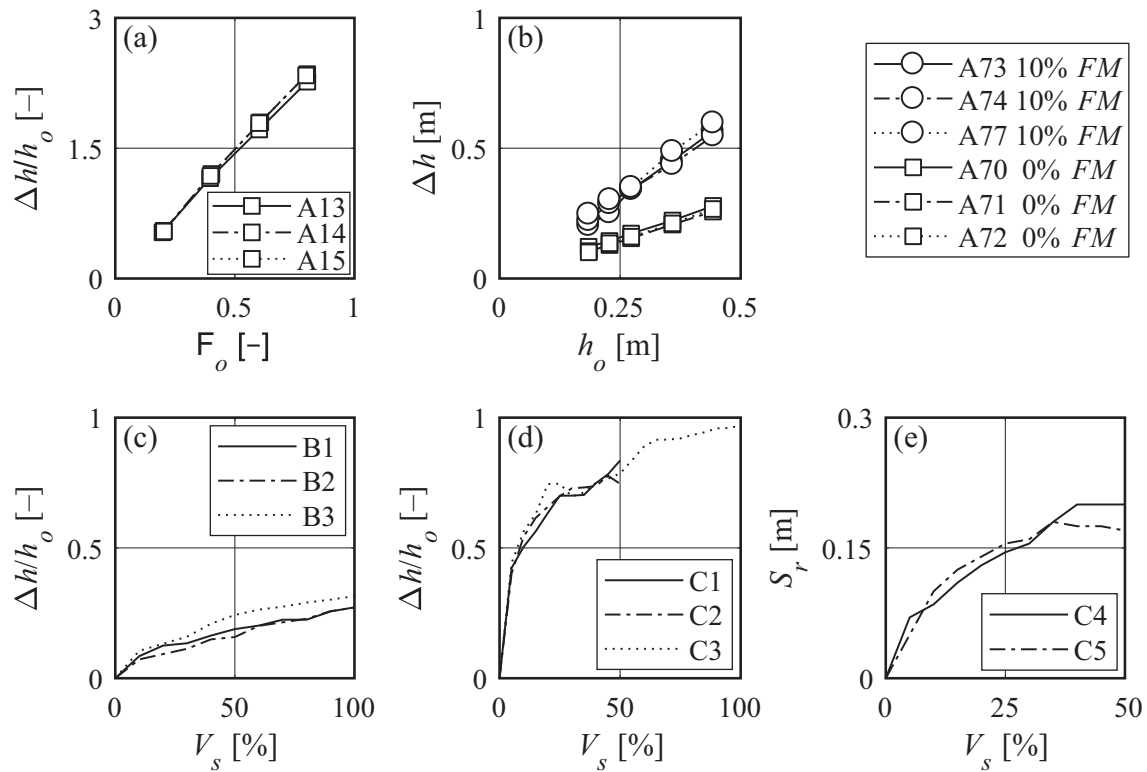 (a)
3
1.5
0
Δh/h_o [–]
A13
A14
A15
0 0.5 1
F_o [–]
(b)
1
0.5
0
Δh [m]
0 0.25 0.5
h_o [m]
A73 10% FM
A74 10% FM
A77 10% FM
A70 0% FM
A71 0% FM
A72 0% FM
(c)
1
0.5
0
Δh/h_o [–]
B1
B2
B3
0 50 100
V_s [%]
(d)
1
0.5
0
Δh/h_o [–]
C1
C2
C3
0 50 100
V_s [%]
(e)
0.3
0.15
0
S_r [m]
C4
C5
0 25 50
V_s [%]